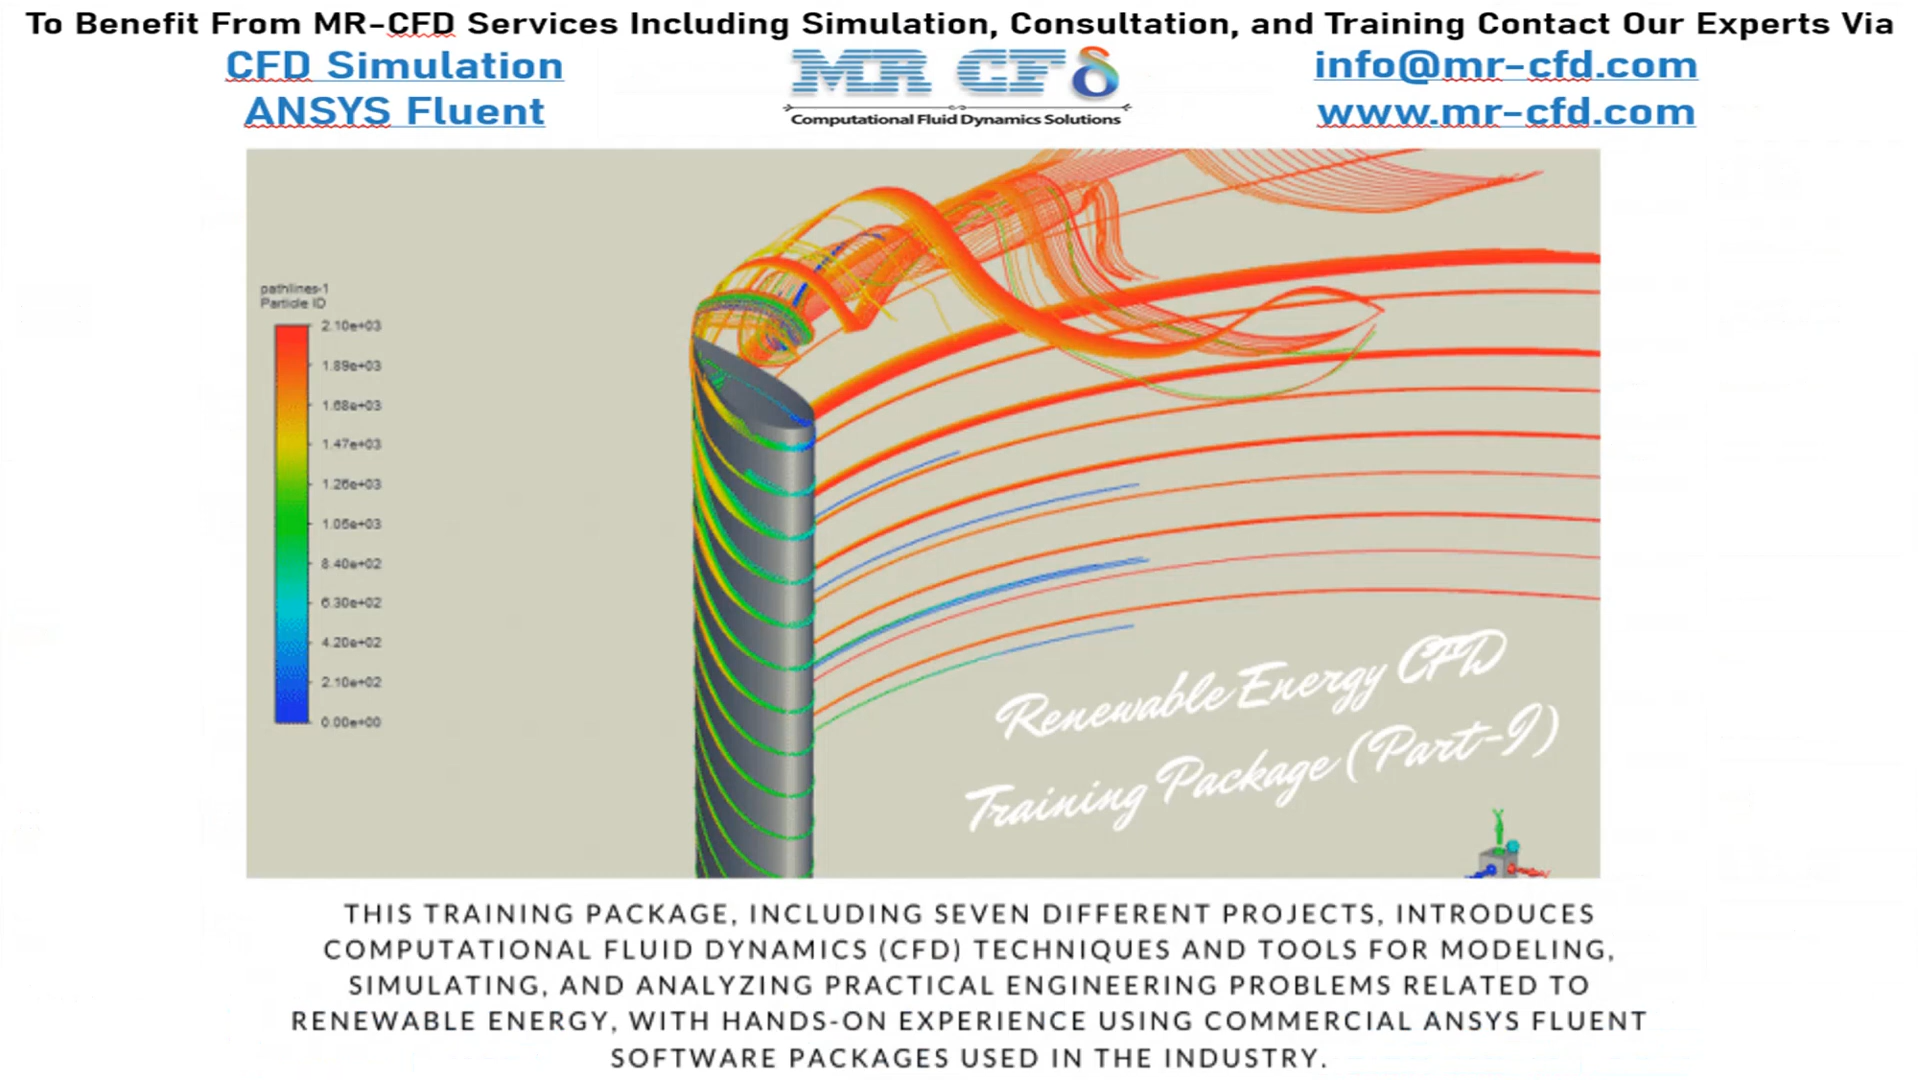 To Benefit From MR-CFD Services Including Simulation, Consultation, and Training Contact Our Experts Via
CFD Simulation
ANSYS Fluent
MR CFδ
Computational Fluid Dynamics Solutions
info@mr-cfd.com
www.mr-cfd.com
pathlines-1
Particle ID
2.10e+03
1.89e+03
1.68e+03
1.47e+03
1.26e+03
1.05e+03
8.40e+02
6.30e+02
4.20e+02
2.10e+02
0.00e+00
Renewable Energy CFD
Training Package (Part-I)
Y
THIS TRAINING PACKAGE, INCLUDING SEVEN DIFFERENT PROJECTS, INTRODUCES
COMPUTATIONAL FLUID DYNAMICS (CFD) TECHNIQUES AND TOOLS FOR MODELING,
SIMULATING, AND ANALYZING PRACTICAL ENGINEERING PROBLEMS RELATED TO
RENEWABLE ENERGY, WITH HANDS-ON EXPERIENCE USING COMMERCIAL ANSYS FLUENT
SOFTWARE PACKAGES USED IN THE INDUSTRY.